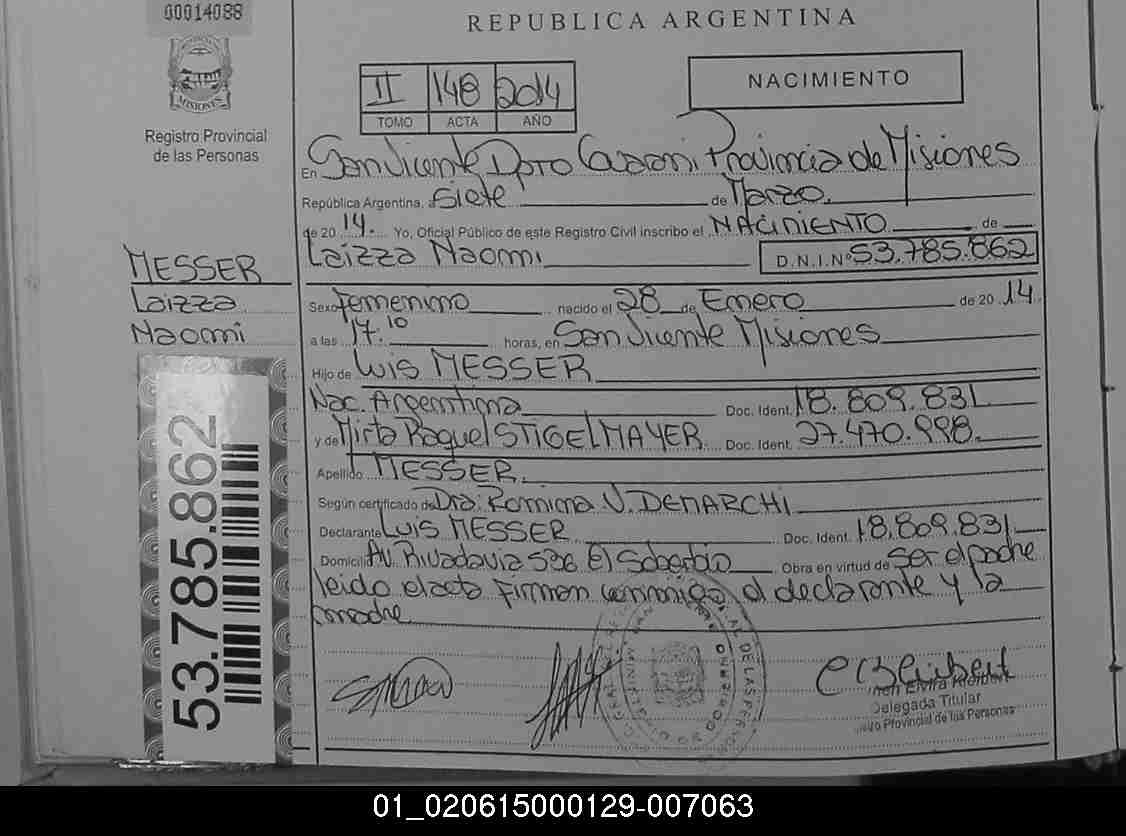 00014088
MISIONES
Registro Provincial
de las Personas
REPUBLICA ARGENTINA
II 148 2014
TOMO ACTA AÑO
NACIMIENTO
En San Vicente Dpto Guarani Provincia de Misiones
República Argentina, a Siete de Marzo.
de 20 14. Yo, Oficial Público de este Registro Civil inscribo el NACIMIENTO de
Laizza Naomi D.N.I.Nº 53.785.862
MESSER
Laizza
Naomi
Sexo femenino nacido el 28 de Enero de 20 14
a las 17.10 horas, en San Vicente Misiones
Hijo de Luis MESSER
Nac. Argentina Doc. Ident. 18.809.831
y de Mirta Raquel STIGELMAYER Doc. Ident. 27.470.998.
Apellido MESSER.
Según certificado de Dra: Romina V. DEMARCHI
Declarante Luis MESSER Doc. Ident. 18.809.831
Domicilio Av. Rivadavia 536 El Soberbio Obra en virtud de ser el padre
leido el acta firman conmigo el declarante y la
madre
53.785.862
Elvira
Delegada Titular
Provincial de las Personas
01_020615000129-007063